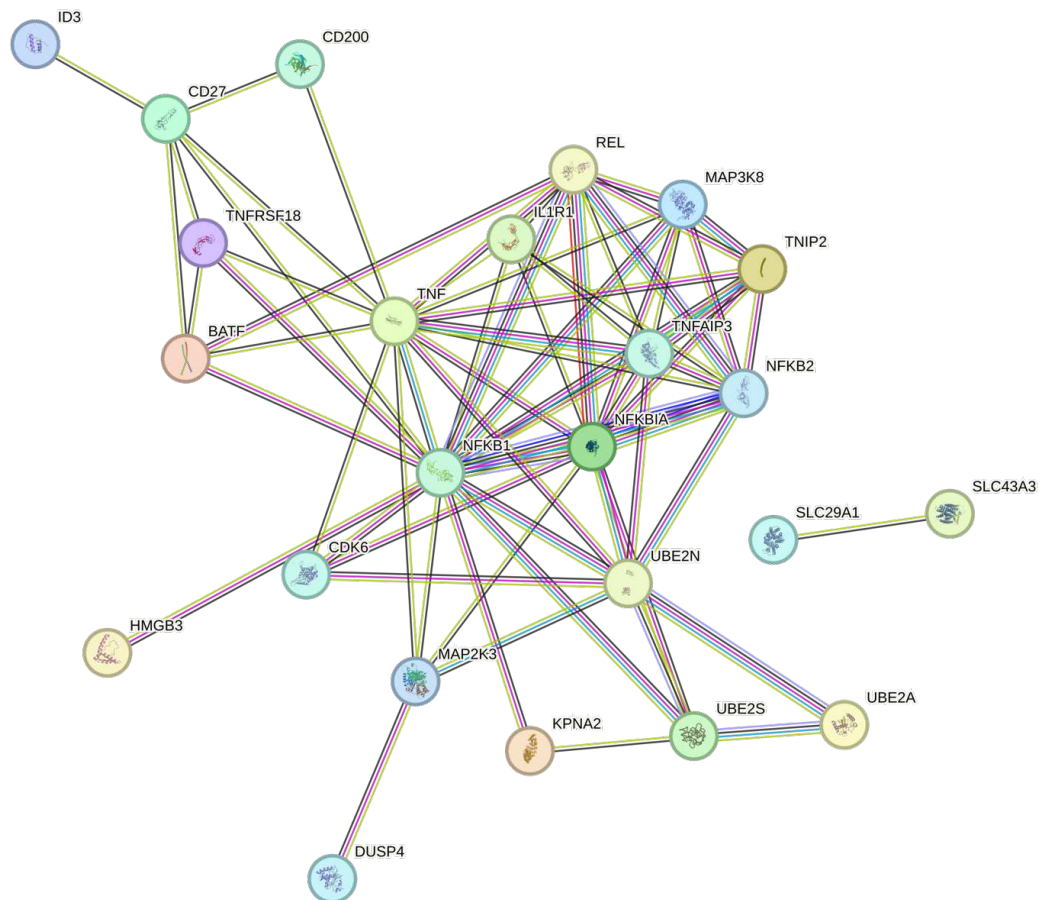 ID3
CD200
CD27
REL
MAP3K8
IL1R1
TNFRSF18
TNIP2
TNF
TNFAIP3
BATF
NFKB2
NFKBIA
NFKB1
SLC43A3
SLC29A1
CDK6
UBE2N
HMGB3
MAP2K3
UBE2A
UBE2S
KPNA2
DUSP4